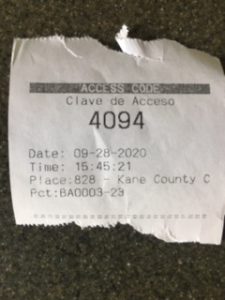 ACCESS CODE
Clave de Acceso
4094
Date: 09-28-2020
Time: 15:45:21
Place:828 - Kane County C
Pct:BA0003-23